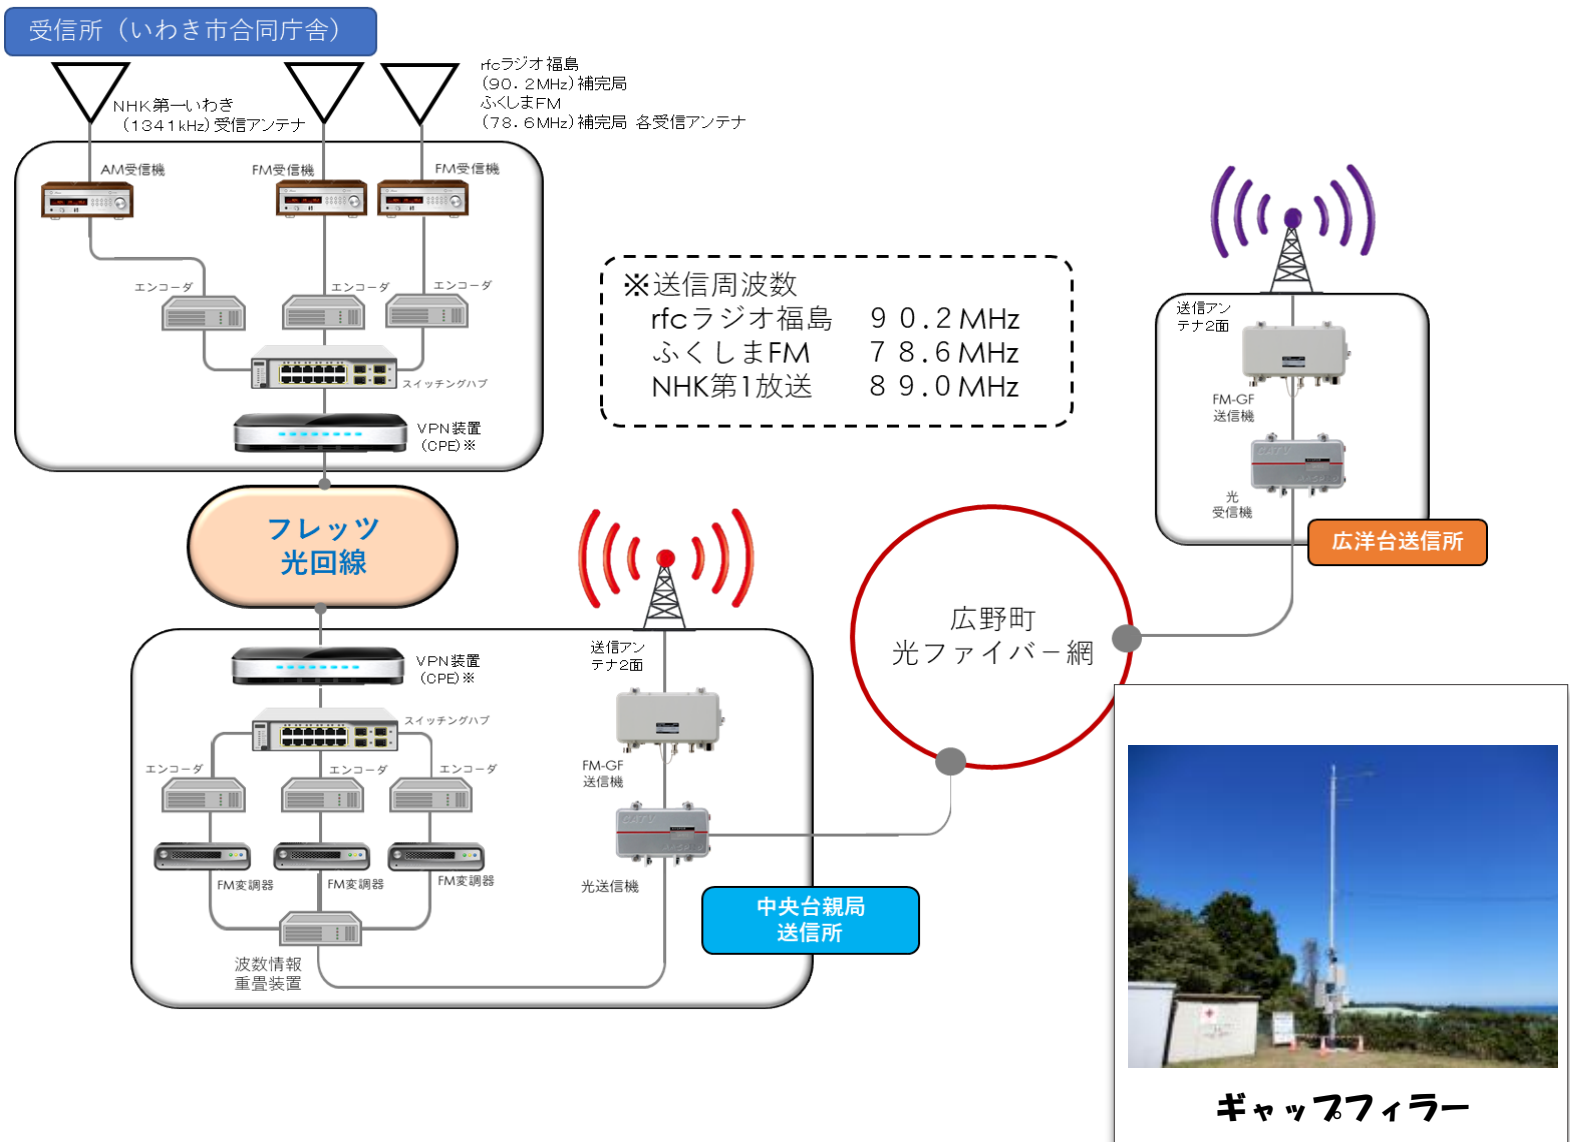 受信所（いわき市合同庁舎）
rfcラジオ福島
(90.2MHz)補完局
ふくしまFM
(78.6MHz)補完局 各受信アンテナ
NHK第一いわき
(1341kHz)受信アンテナ
AM受信機
FM受信機
FM受信機
エンコーダ
エンコーダ
エンコーダ
スイッチングハブ
VPN装置
(CPE)※
フレッツ
光回線
※送信周波数
rfcラジオ福島 ９０.２MHz
ふくしまFM ７８.６MHz
NHK第1放送 ８９.０MHz
送信アン
テナ2面
FM-GF
送信機
光
受信機
広洋台送信所
広野町
光ファイバー網
VPN装置
(CPE)※
スイッチングハブ
エンコーダ
エンコーダ
エンコーダ
FM変調器
FM変調器
FM変調器
波数情報
重畳装置
送信アン
テナ2面
FM-GF
送信機
光送信機
中央台親局
送信所
ギャップフィラー